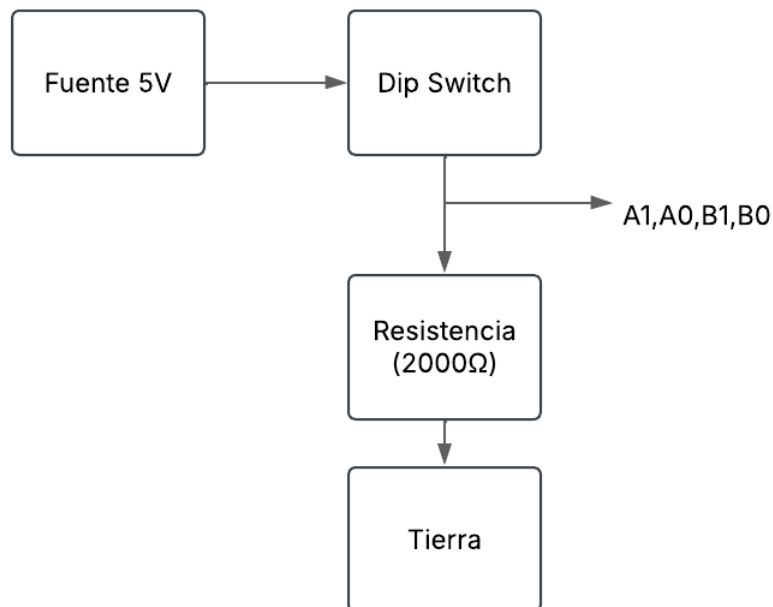 Fuente 5V
Dip Switch
A1,A0,B1,B0
Resistencia
(2000Ω)
Tierra